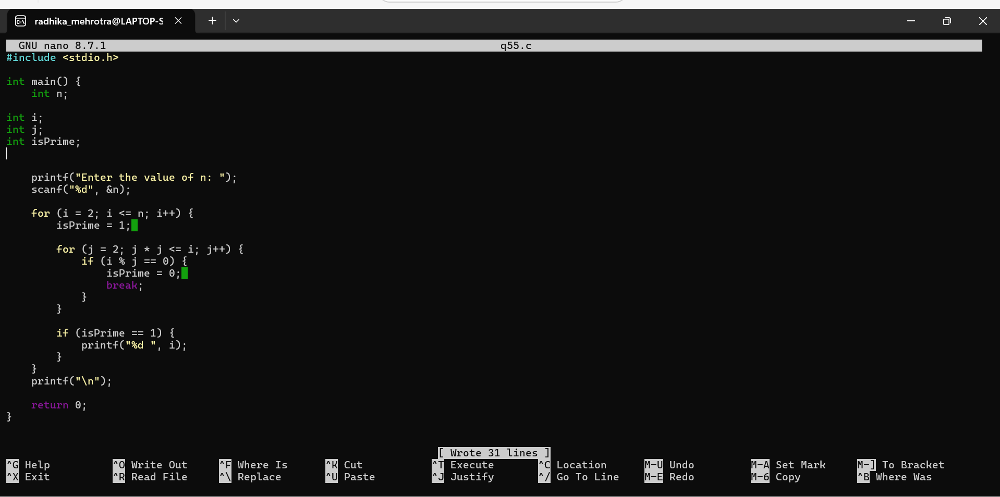 radhika_mehrotra@LAPTOP-S
GNU nano 8.7.1 q55.c
#include <stdio.h>

int main() {
    int n;

int i;
int j;
int isPrime;


    printf("Enter the value of n: ");
    scanf("%d", &n);

    for (i = 2; i <= n; i++) {
        isPrime = 1;

        for (j = 2; j * j <= i; j++) {
            if (i % j == 0) {
                isPrime = 0;
                break;
            }
        }

        if (isPrime == 1) {
            printf("%d ", i);
        }
    }
    printf("\n");

    return 0;
}

[ Wrote 31 lines ]
^G Help ^O Write Out ^F Where Is ^K Cut ^T Execute ^C Location M-U Undo M-A Set Mark M-] To Bracket
^X Exit ^R Read File ^\ Replace ^U Paste ^J Justify ^/ Go To Line M-E Redo M-6 Copy ^B Where Was